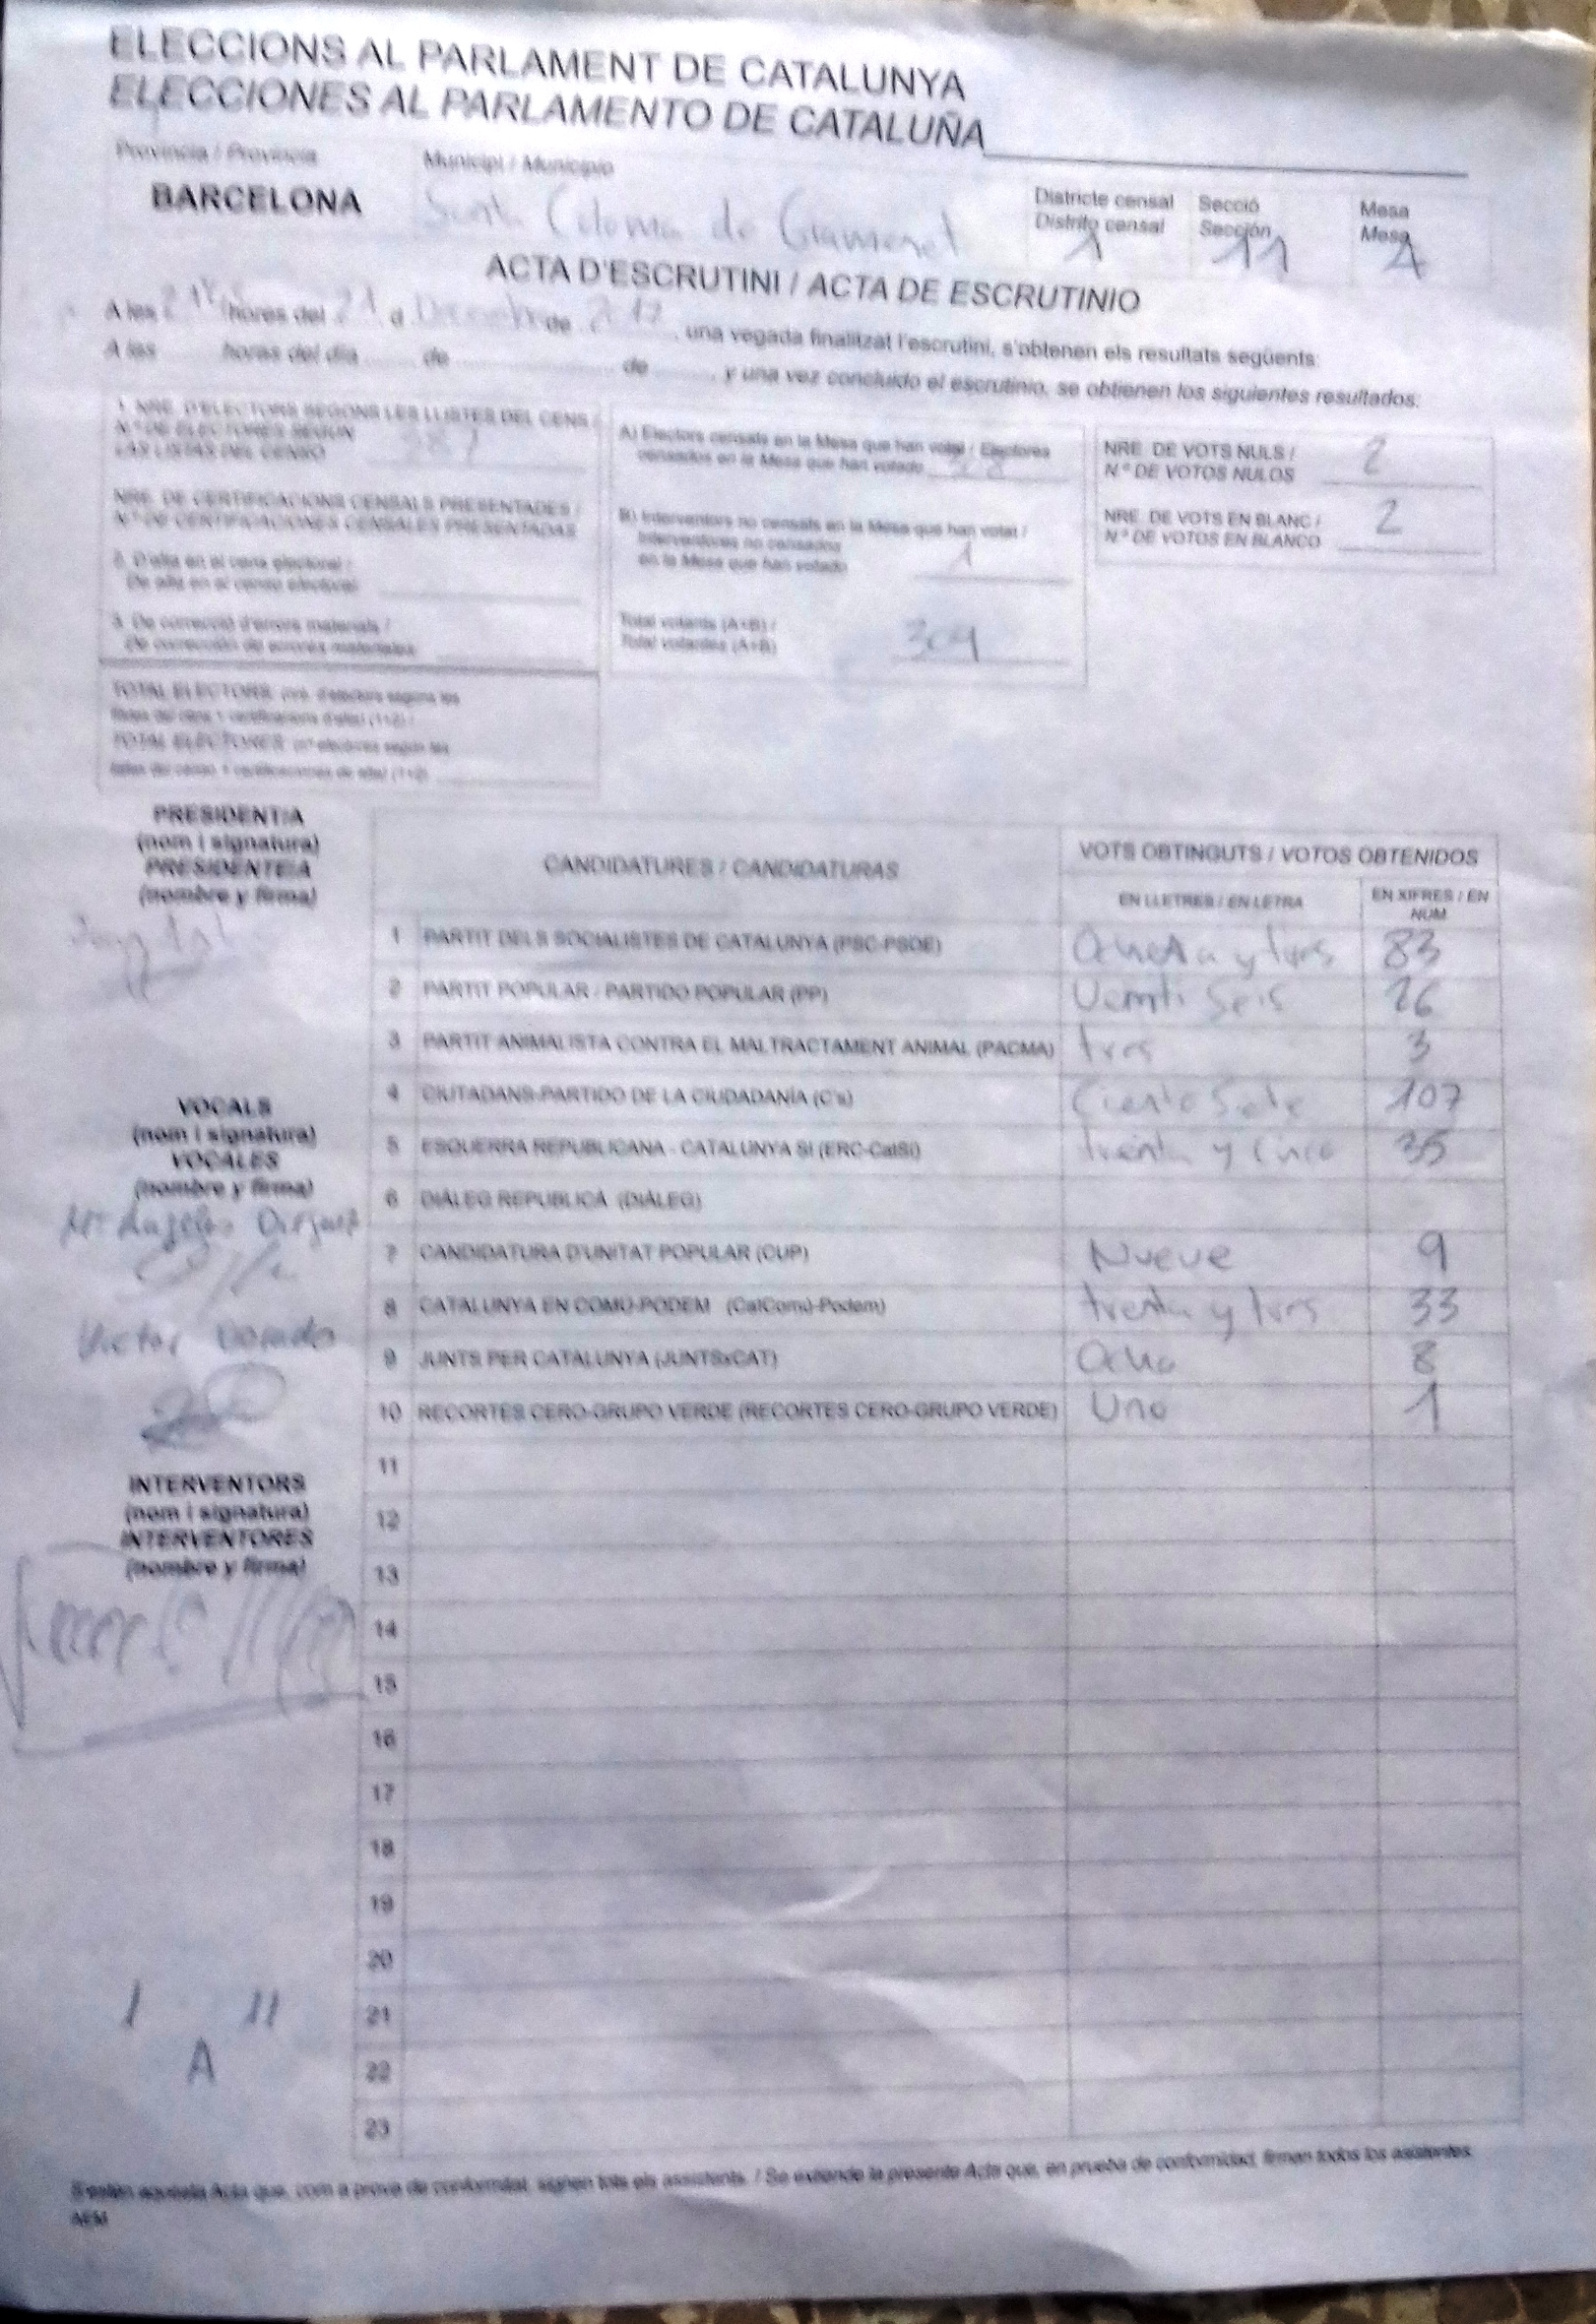 ELECCIONS AL PARLAMENT DE CATALUNYA
ELECCIONES AL PARLAMENTO DE CATALUÑA
Provincia / Provincia
BARCELONA
Municipi / Municipio
Santa Coloma de Gramenet
Districte censal
Distrito censal
1
Secció
Sección
11
Mesa
Mesa
A
ACTA D'ESCRUTINI / ACTA DE ESCRUTINIO
A les hores del 21 d de 2017, una vegada finalitzat l'escrutini, s'obtenen els resultats següents:
A las horas del día de de y una vez concluido el escrutinio, se obtienen los siguientes resultados:
1. NRE. D'ELECTORS SEGONS LES LLISTES DEL CENS /
N.º DE ELECTORES SEGÚN
LAS LISTAS DEL CENSO
NRE. DE CERTIFICACIONS CENSALS PRESENTADES /
N.º DE CERTIFICACIONES CENSALES PRESENTADAS
2. D'alta en el cens electoral /
De alta en el censo electoral
3. De correcció d'errors materials /
De corrección de errores materiales
TOTAL ELECTORS: (nre. d'electors segons les
llistes del cens + certificacions d'alta) (1+2) /
TOTAL ELECTORES: (nº electores según las
listas del censo + certificaciones de alta) (1+2)
A) Electors censats en la Mesa que han votat / Electores
censados en la Mesa que han votado
B) Interventors no censats en la Mesa que han votat /
Interventores no censados
en la Mesa que han votado 1
Total votants (A+B) /
Total votantes (A+B) 309
NRE. DE VOTS NULS /
N.º DE VOTOS NULOS 2
NRE. DE VOTS EN BLANC /
N.º DE VOTOS EN BLANCO 2
PRESIDENT/A
(nom i signatura)
PRESIDENTE/A
(nombre y firma)
VOCALS
(nom i signatura)
VOCALES
(nombre y firma)
Mª Angeles
Victor
INTERVENTORS
(nom i signatura)
INTERVENTORES
(nombre y firma)
1 11
A
CANDIDATURES / CANDIDATURAS
VOTS OBTINGUTS / VOTOS OBTENIDOS
EN LLETRES / EN LETRA
EN XIFRES / EN NÚM
1 PARTIT DELS SOCIALISTES DE CATALUNYA (PSC-PSOE) Ochenta y tres 83
2 PARTIT POPULAR / PARTIDO POPULAR (PP) Veinti Seis 26
3 PARTIT ANIMALISTA CONTRA EL MALTRACTAMENT ANIMAL (PACMA) tres 3
4 CIUTADANS-PARTIDO DE LA CIUDADANÍA (C's) Ciento Siete 107
5 ESQUERRA REPUBLICANA - CATALUNYA SÍ (ERC-CatSí) treinta y cinco 35
6 DIÀLEG REPUBLICÀ (DIÀLEG)
7 CANDIDATURA D'UNITAT POPULAR (CUP) Nueve 9
8 CATALUNYA EN COMÚ-PODEM (CatComú-Podem) treinta y tres 33
9 JUNTS PER CATALUNYA (JUNTSxCAT) Ocho 8
10 RECORTES CERO-GRUPO VERDE (RECORTES CERO-GRUPO VERDE) Uno 1
11
12
13
14
15
16
17
18
19
20
21
22
23
S'estén aquesta Acta que, com a prova de conformitat, signen tots els assistents. / Se extiende la presente Acta que, en prueba de conformidad, firman todos los asistentes.
AEM